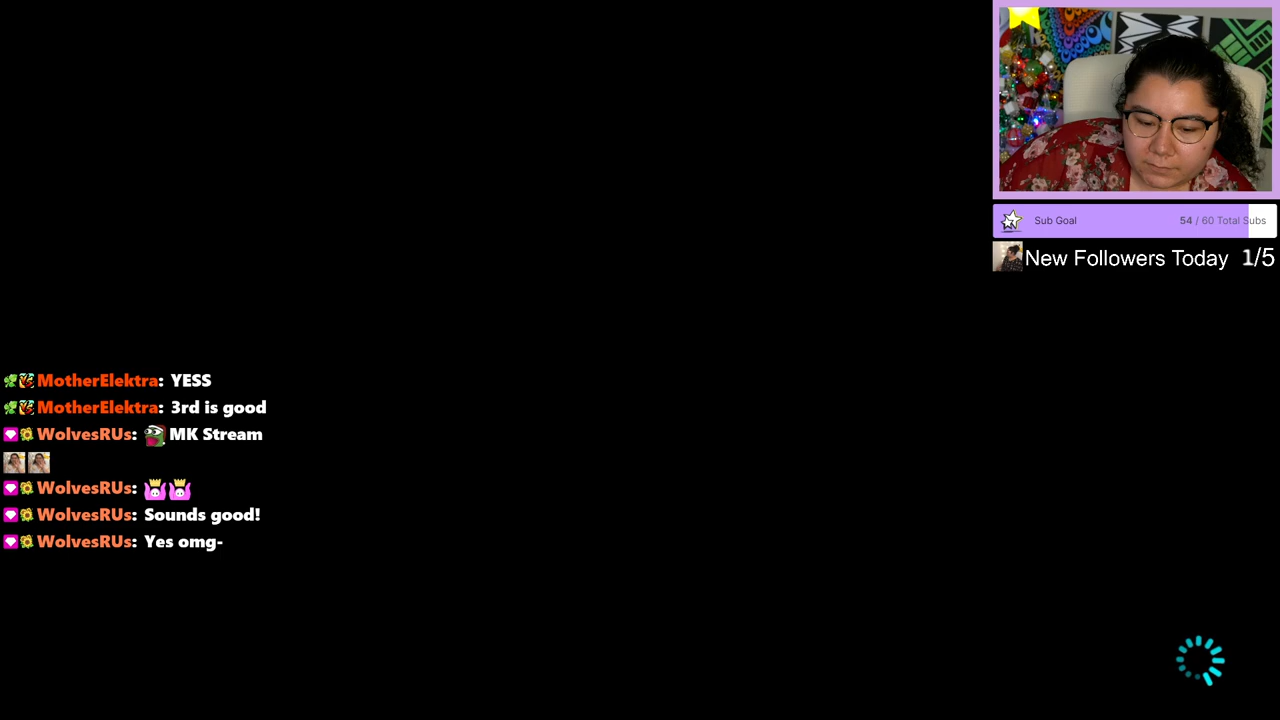 Sub Goal 54 / 60 Total Subs
New Followers Today 1/5
MotherElektra: YESS
MotherElektra: 3rd is good
WolvesRUs: MK Stream
WolvesRUs:
WolvesRUs: Sounds good!
WolvesRUs: Yes omg-